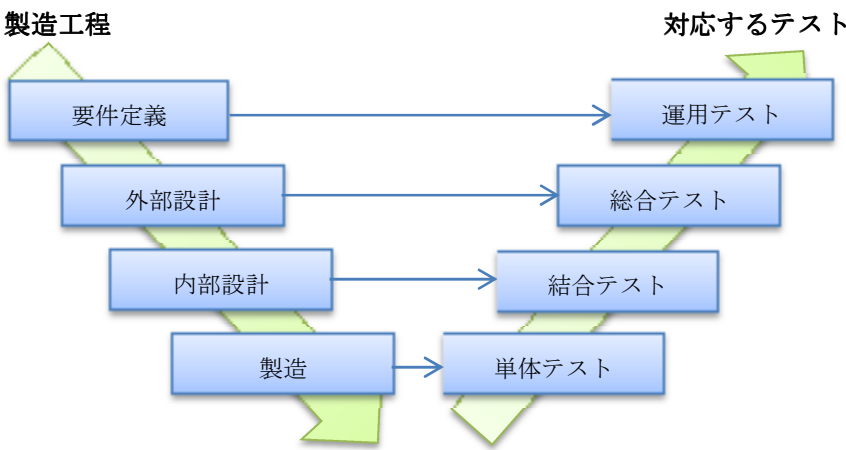 製造工程
対応するテスト
要件定義
運用テスト
外部設計
総合テスト
内部設計
結合テスト
製造
単体テスト